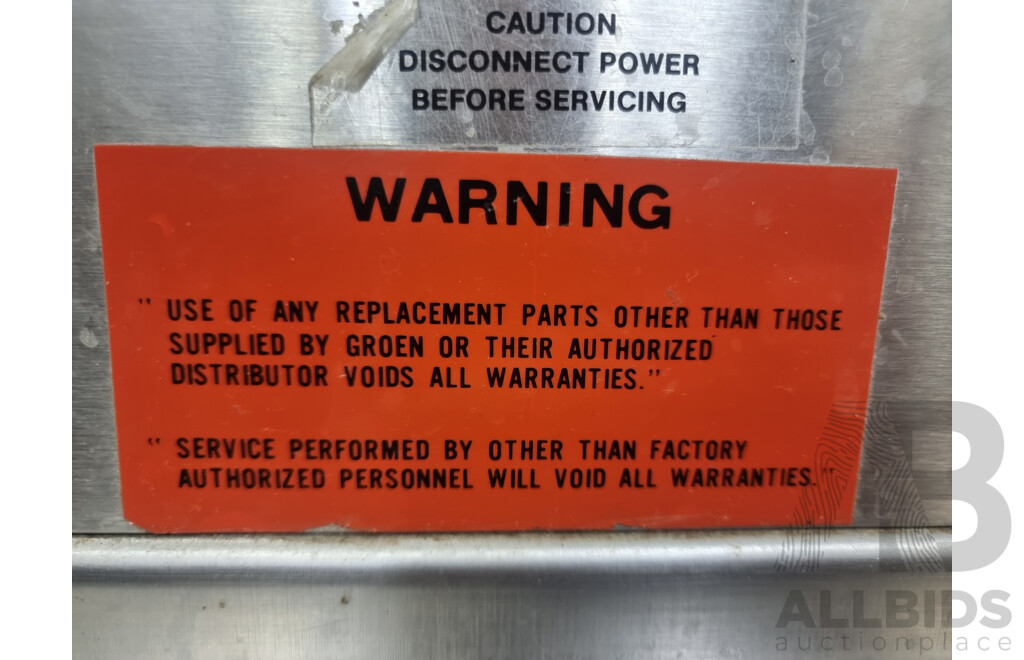 CAUTION
DISCONNECT POWER
BEFORE SERVICING
WARNING
" USE OF ANY REPLACEMENT PARTS OTHER THAN THOSE
SUPPLIED BY GROEN OR THEIR AUTHORIZED
DISTRIBUTOR VOIDS ALL WARRANTIES."
" SERVICE PERFORMED BY OTHER THAN FACTORY
AUTHORIZED PERSONNEL WILL VOID ALL WARRANTIES."
AB
ALLBIDS
auctionplace